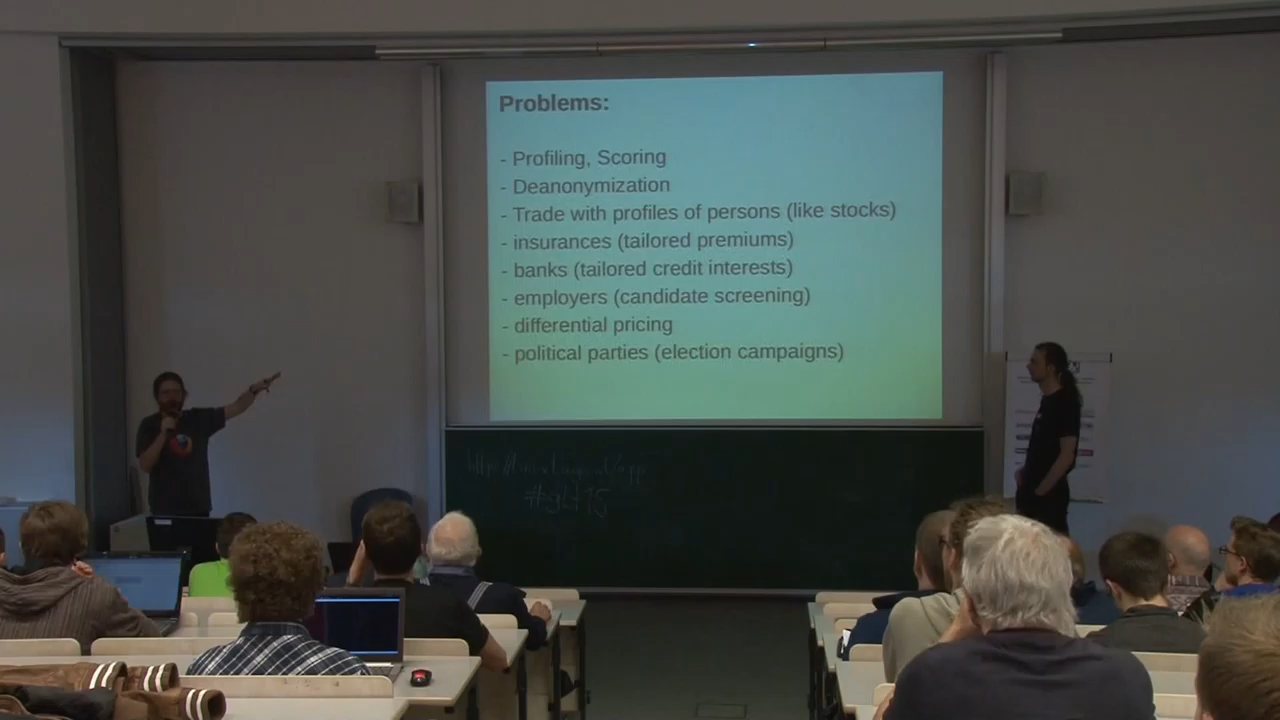 Problems:
- Profiling, Scoring
- Deanonymization
- Trade with profiles of persons (like stocks)
- insurances (tailored premiums)
- banks (tailored credit interests)
- employers (candidate screening)
- differential pricing
- political parties (election campaigns)
#glt15